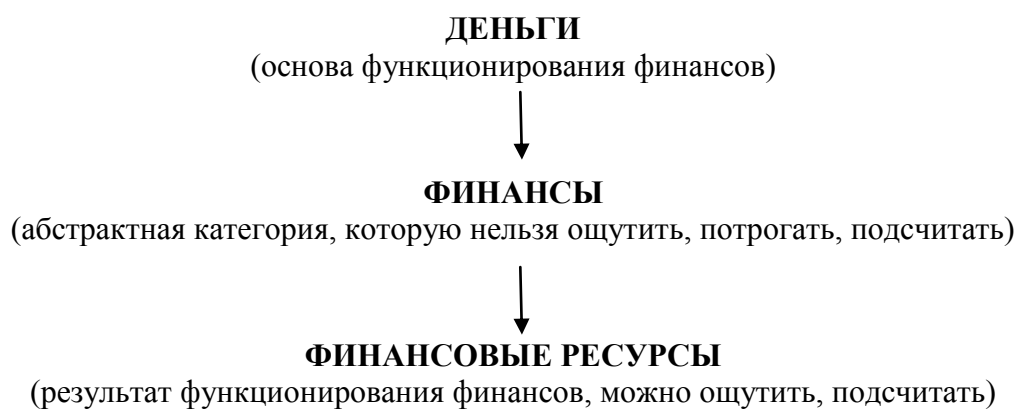 ДЕНЬГИ
(основа функционирования финансов)
ФИНАНСЫ
(абстрактная категория, которую нельзя ощутить, потрогать, подсчитать)
ФИНАНСОВЫЕ РЕСУРСЫ
(результат функционирования финансов, можно ощутить, подсчитать)